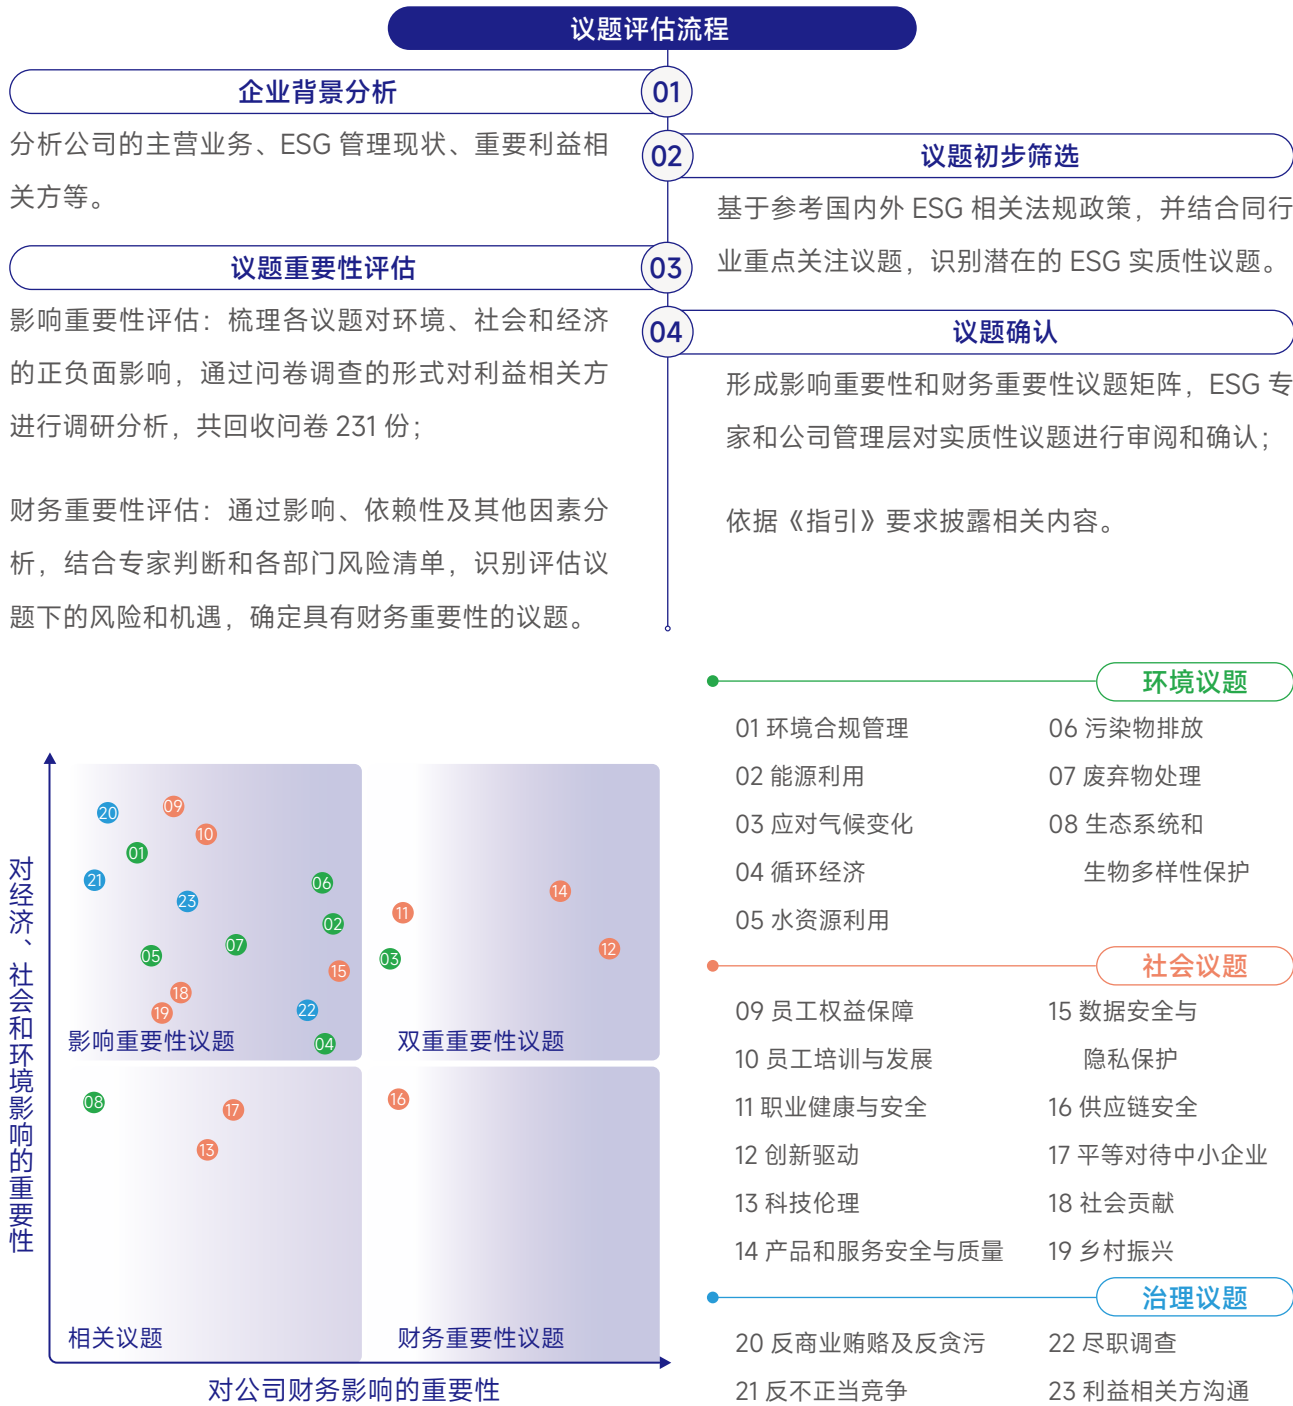 议题评估流程
企业背景分析
01
分析公司的主营业务、ESG 管理现状、重要利益相
关方等。
02
议题初步筛选
基于参考国内外 ESG 相关法规政策，并结合同行
业重点关注议题，识别潜在的 ESG 实质性议题。
议题重要性评估
03
影响重要性评估：梳理各议题对环境、社会和经济
的正负面影响，通过问卷调查的形式对利益相关方
进行调研分析，共回收问卷 231 份；
财务重要性评估：通过影响、依赖性及其他因素分
析，结合专家判断和各部门风险清单，识别评估议
题下的风险和机遇，确定具有财务重要性的议题。
04
议题确认
形成影响重要性和财务重要性议题矩阵，ESG 专
家和公司管理层对实质性议题进行审阅和确认；
依据《指引》要求披露相关内容。
对经济、社会和环境影响的重要性
20
09
10
01
21
23
06
02
05
07
15
18
19
22
04
影响重要性议题
14
11
12
03
双重重要性议题
08
17
13
相关议题
16
财务重要性议题
对公司财务影响的重要性
环境议题
01 环境合规管理
02 能源利用
03 应对气候变化
04 循环经济
05 水资源利用
06 污染物排放
07 废弃物处理
08 生态系统和
生物多样性保护
社会议题
09 员工权益保障
10 员工培训与发展
11 职业健康与安全
12 创新驱动
13 科技伦理
14 产品和服务安全与质量
15 数据安全与
隐私保护
16 供应链安全
17 平等对待中小企业
18 社会贡献
19 乡村振兴
治理议题
20 反商业贿赂及反贪污
21 反不正当竞争
22 尽职调查
23 利益相关方沟通